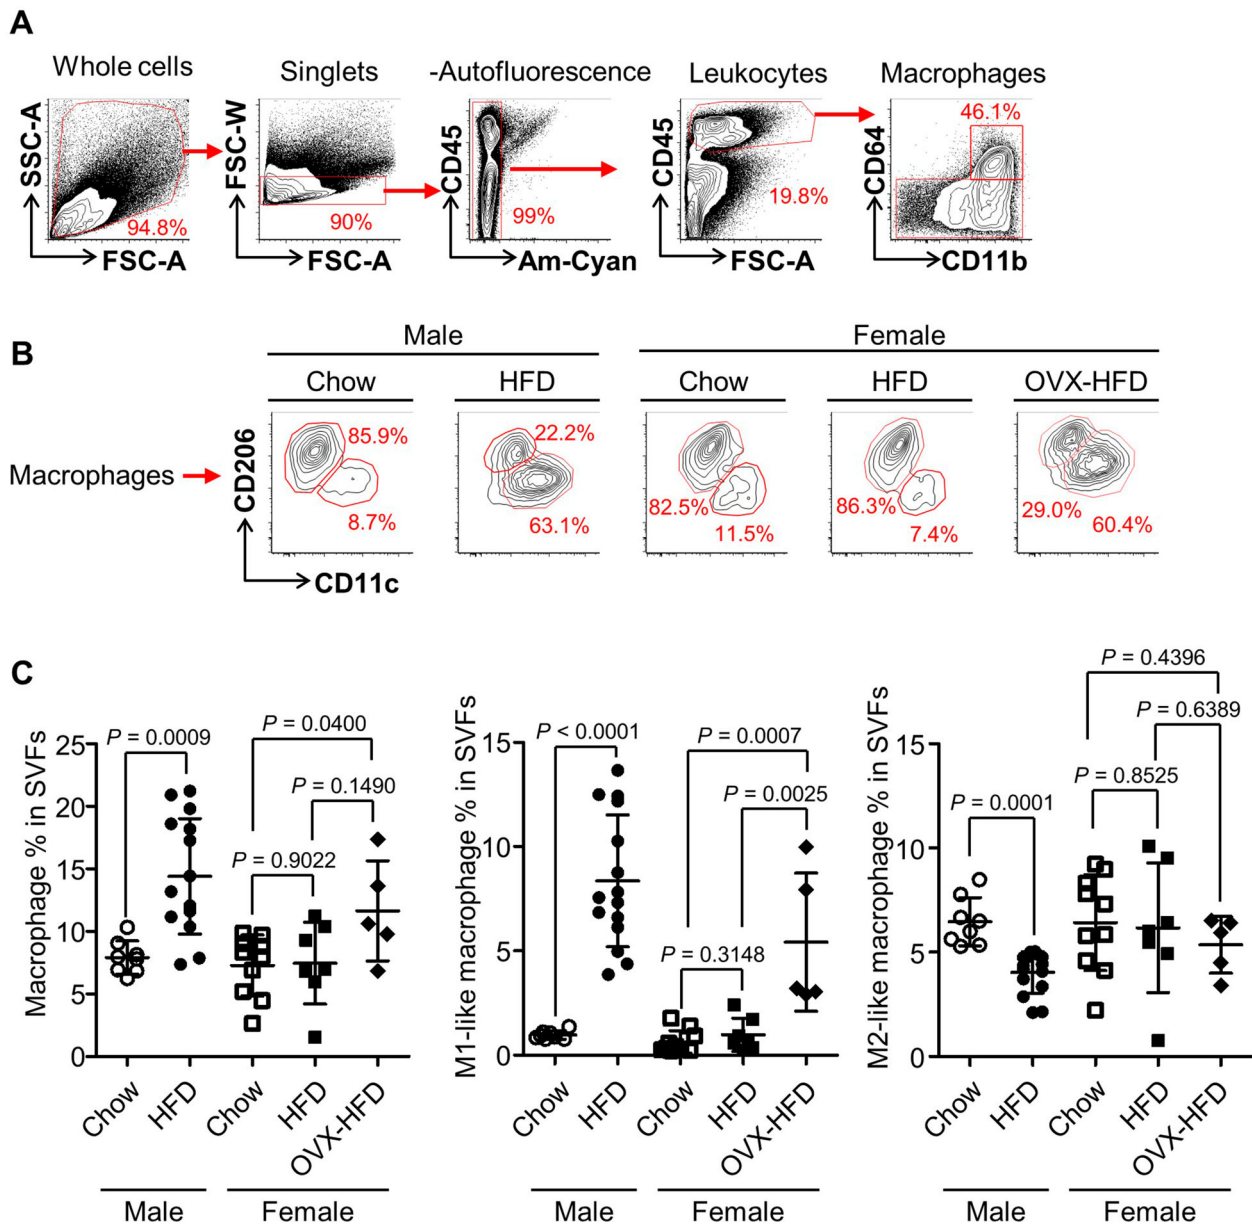 A
Whole cells
Singlets
-Autofluorescence
Leukocytes
Macrophages
SSC-A
FSC-W
CD45
CD45
CD64
94.8%
90%
99%
19.8%
46.1%
FSC-A
FSC-A
Am-Cyan
FSC-A
CD11b
B
Male
Female
Chow
HFD
Chow
HFD
OVX-HFD
Macrophages
CD206
85.9%
8.7%
22.2%
63.1%
82.5%
11.5%
86.3%
7.4%
29.0%
60.4%
CD11c
C
Macrophage % in SVFs
25
20
15
10
5
0
P = 0.0009
P = 0.0400
P = 0.1490
P = 0.9022
Chow
HFD
Chow
HFD
OVX-HFD
Male
Female
M1-like macrophage % in SVFs
15
10
5
0
P < 0.0001
P = 0.0007
P = 0.0025
P = 0.3148
Chow
HFD
Chow
HFD
OVX-HFD
Male
Female
M2-like macrophage % in SVFs
15
10
5
0
P = 0.4396
P = 0.6389
P = 0.8525
P = 0.0001
Chow
HFD
Chow
HFD
OVX-HFD
Male
Female